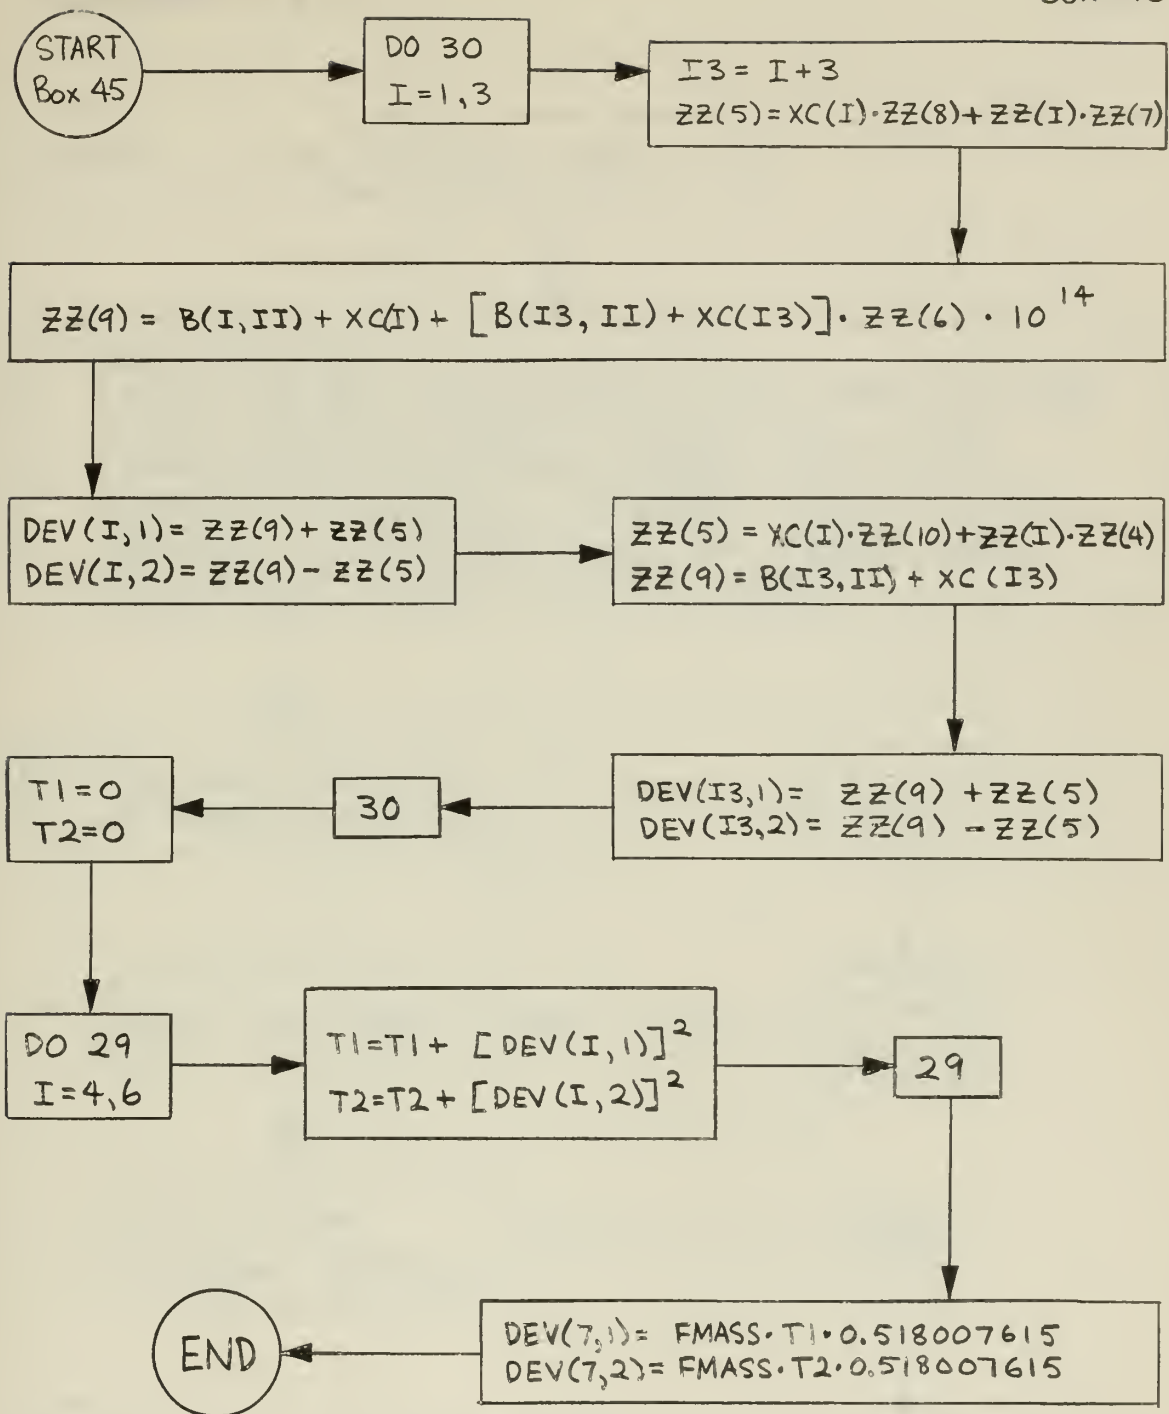 START
Box 45
DO 30
I=1,3
I3 = I+3
ZZ(5)=XC(I)·ZZ(8)+ZZ(I)·ZZ(7)
ZZ(9) = B(I,II) + XC(I) + [B(I3,II) + XC(I3)]· ZZ(6) · 10^14
DEV(I,1)= ZZ(9)+ ZZ(5)
DEV(I,2)= ZZ(9)- ZZ(5)
ZZ(5) = XC(I)·ZZ(10)+ZZ(I)·ZZ(4)
ZZ(9)= B(I3,II) + XC(I3)
DEV(I3,1)= ZZ(9) +ZZ(5)
DEV(I3,2)= ZZ(9) -ZZ(5)
30
T1=0
T2=0
DO 29
I=4,6
T1=T1+ [DEV(I,1)]^2
T2=T2+[DEV(I,2)]^2
29
DEV(7,1)= FMASS·T1·0.518007615
DEV(7,2)= FMASS·T2·0.518007615
END